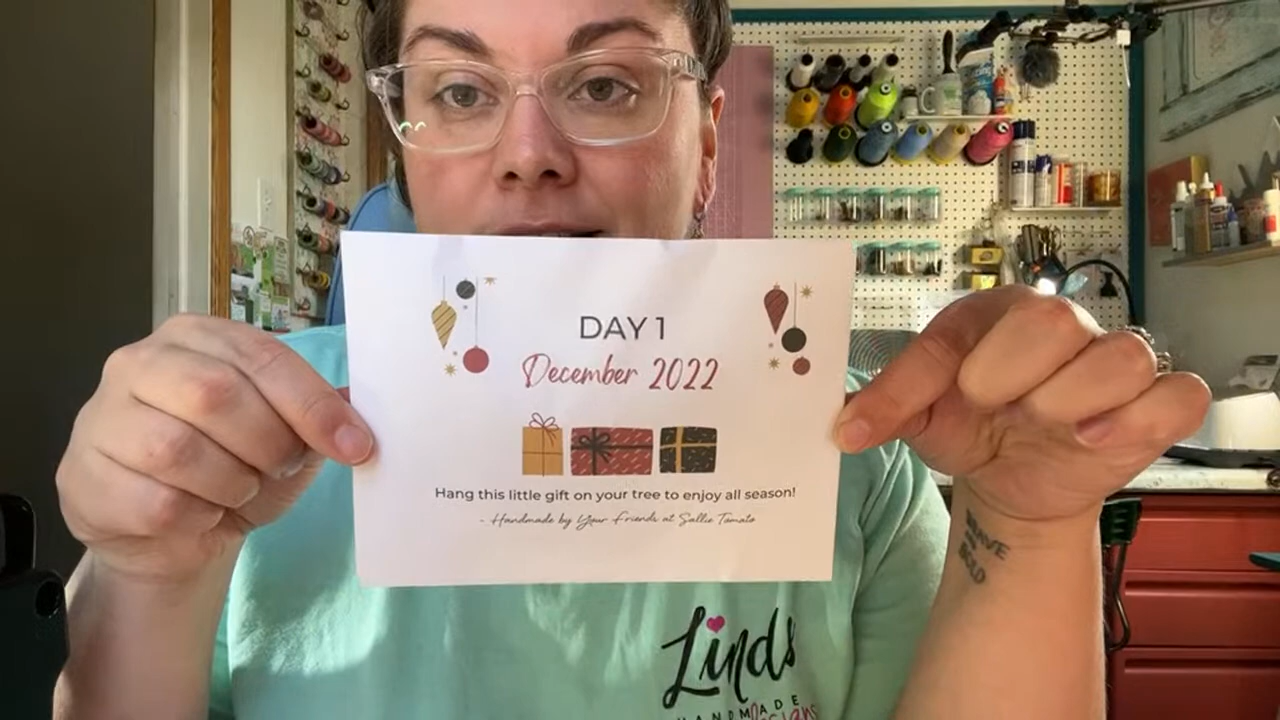 DAY 1
December 2022
Hang this little gift on your tree to enjoy all season!
- Handmade by Your Friends at Sallie Tomato
BRAVE
BOLD
Linds
HANDMADE
Designs